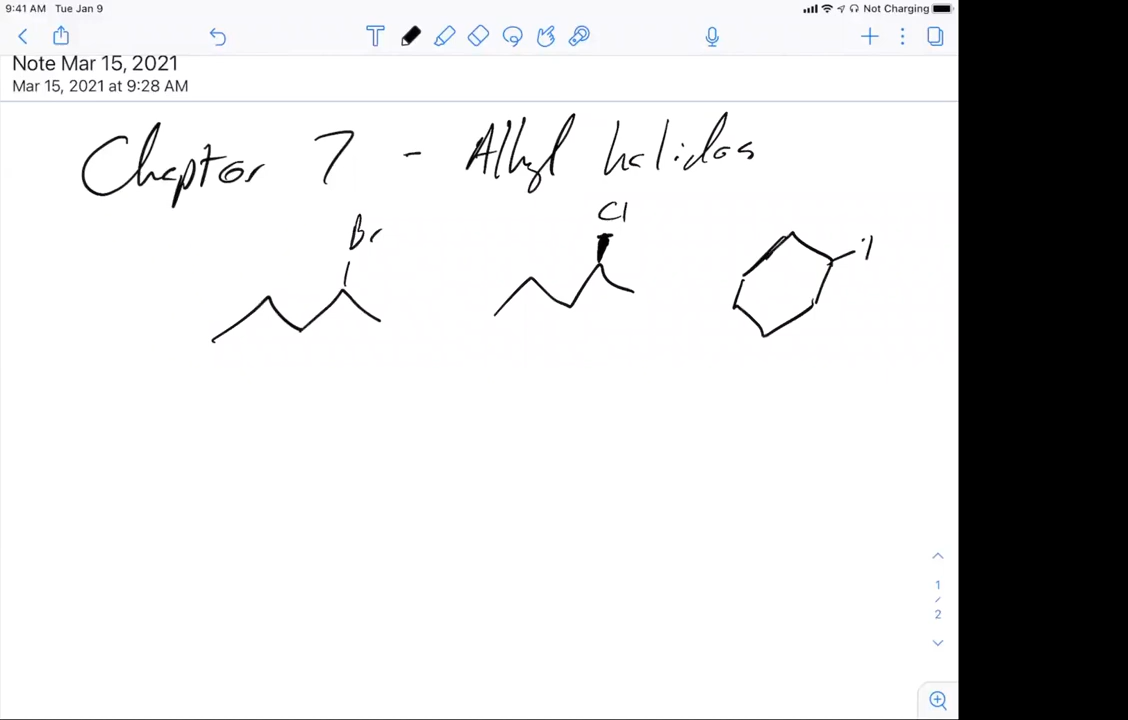 9:41 AM Tue Jan 9 Not Charging
Note Mar 15, 2021
Mar 15, 2021 at 9:28 AM
Chapter 7 - Alkyl halides
Cl
Br
1
/
2